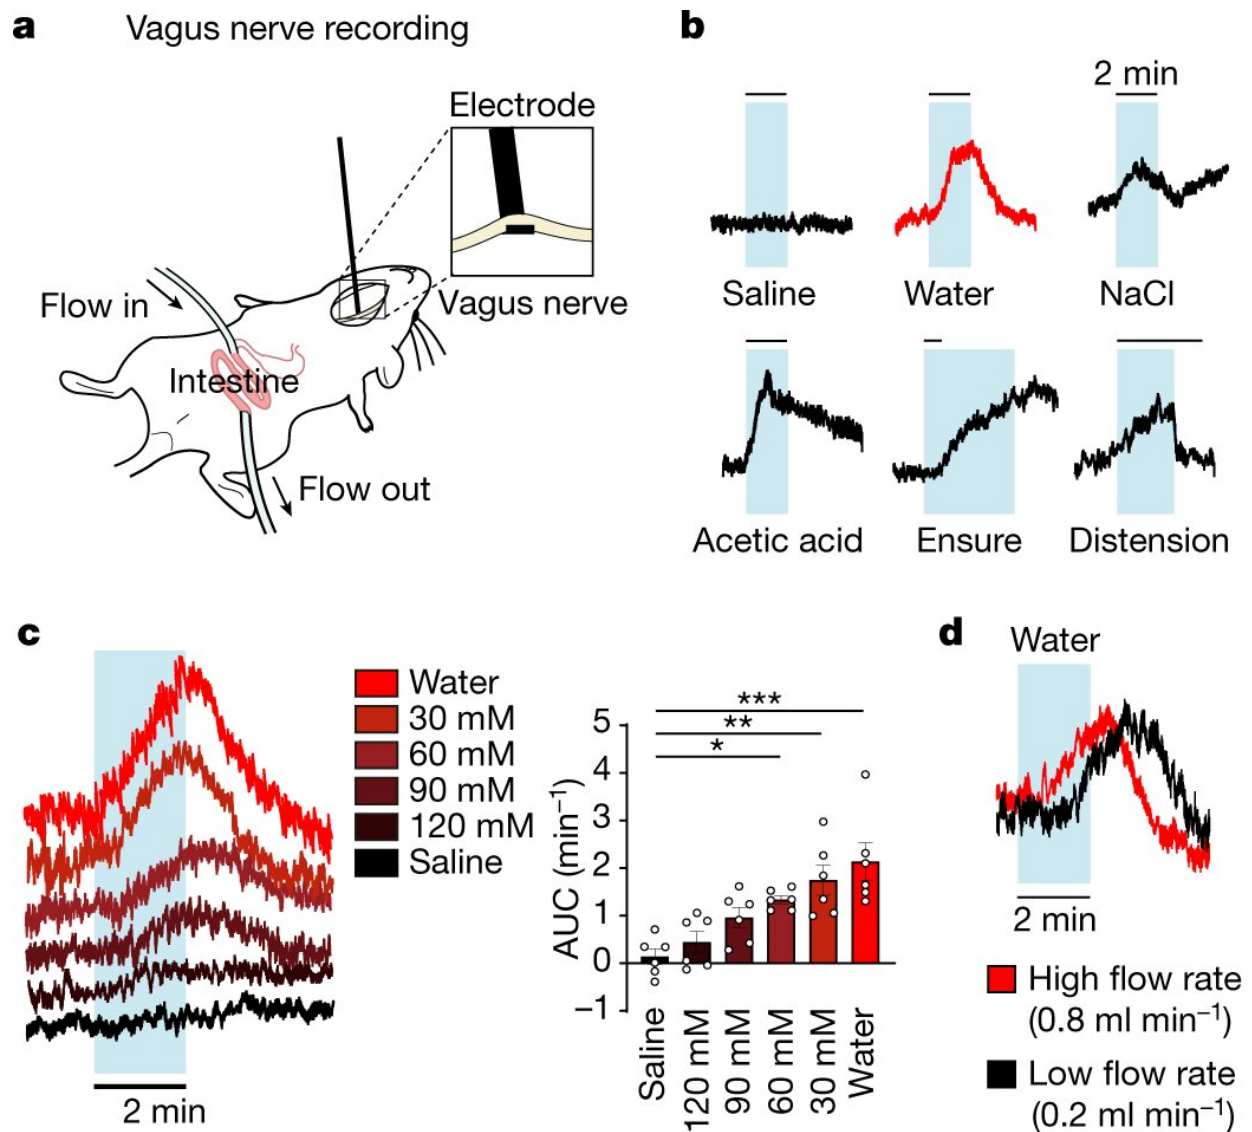 a
Vagus nerve recording
Electrode
Flow in
Vagus nerve
Intestine
Flow out
b
2 min
Saline
Water
NaCl
Acetic acid
Ensure
Distension
c
Water
30 mM
60 mM
90 mM
120 mM
Saline
2 min
***
**
*
5
4
3
2
1
0
−1
AUC (min⁻¹)
Saline
120 mM
90 mM
60 mM
30 mM
Water
d
Water
2 min
High flow rate
(0.8 ml min⁻¹)
Low flow rate
(0.2 ml min⁻¹)